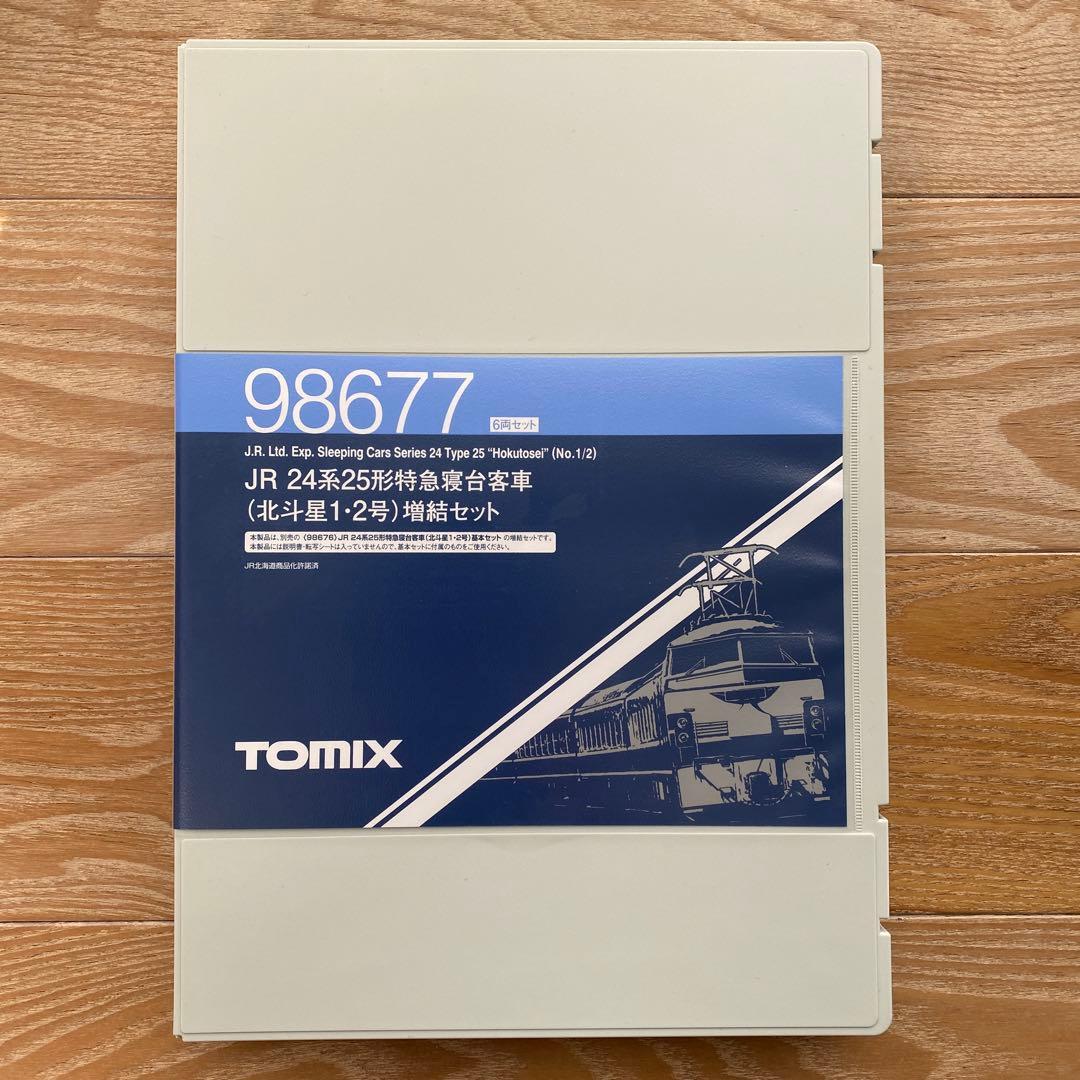 98677
6両セット
J.R. Ltd. Exp. Sleeping Cars Series 24 Type 25 “Hokutosei” (No.1/2)
JR 24系25形特急寝台客車
(北斗星1・2号)増結セット
本製品は、別売の〈98676〉JR 24系25形特急寝台客車(北斗星1・2号)基本セット の増結セットです。
本製品には説明書・転写シートは入っていませんので、基本セットに付属のものをご使用ください。
JR北海道商品化許諾済
TOMIX